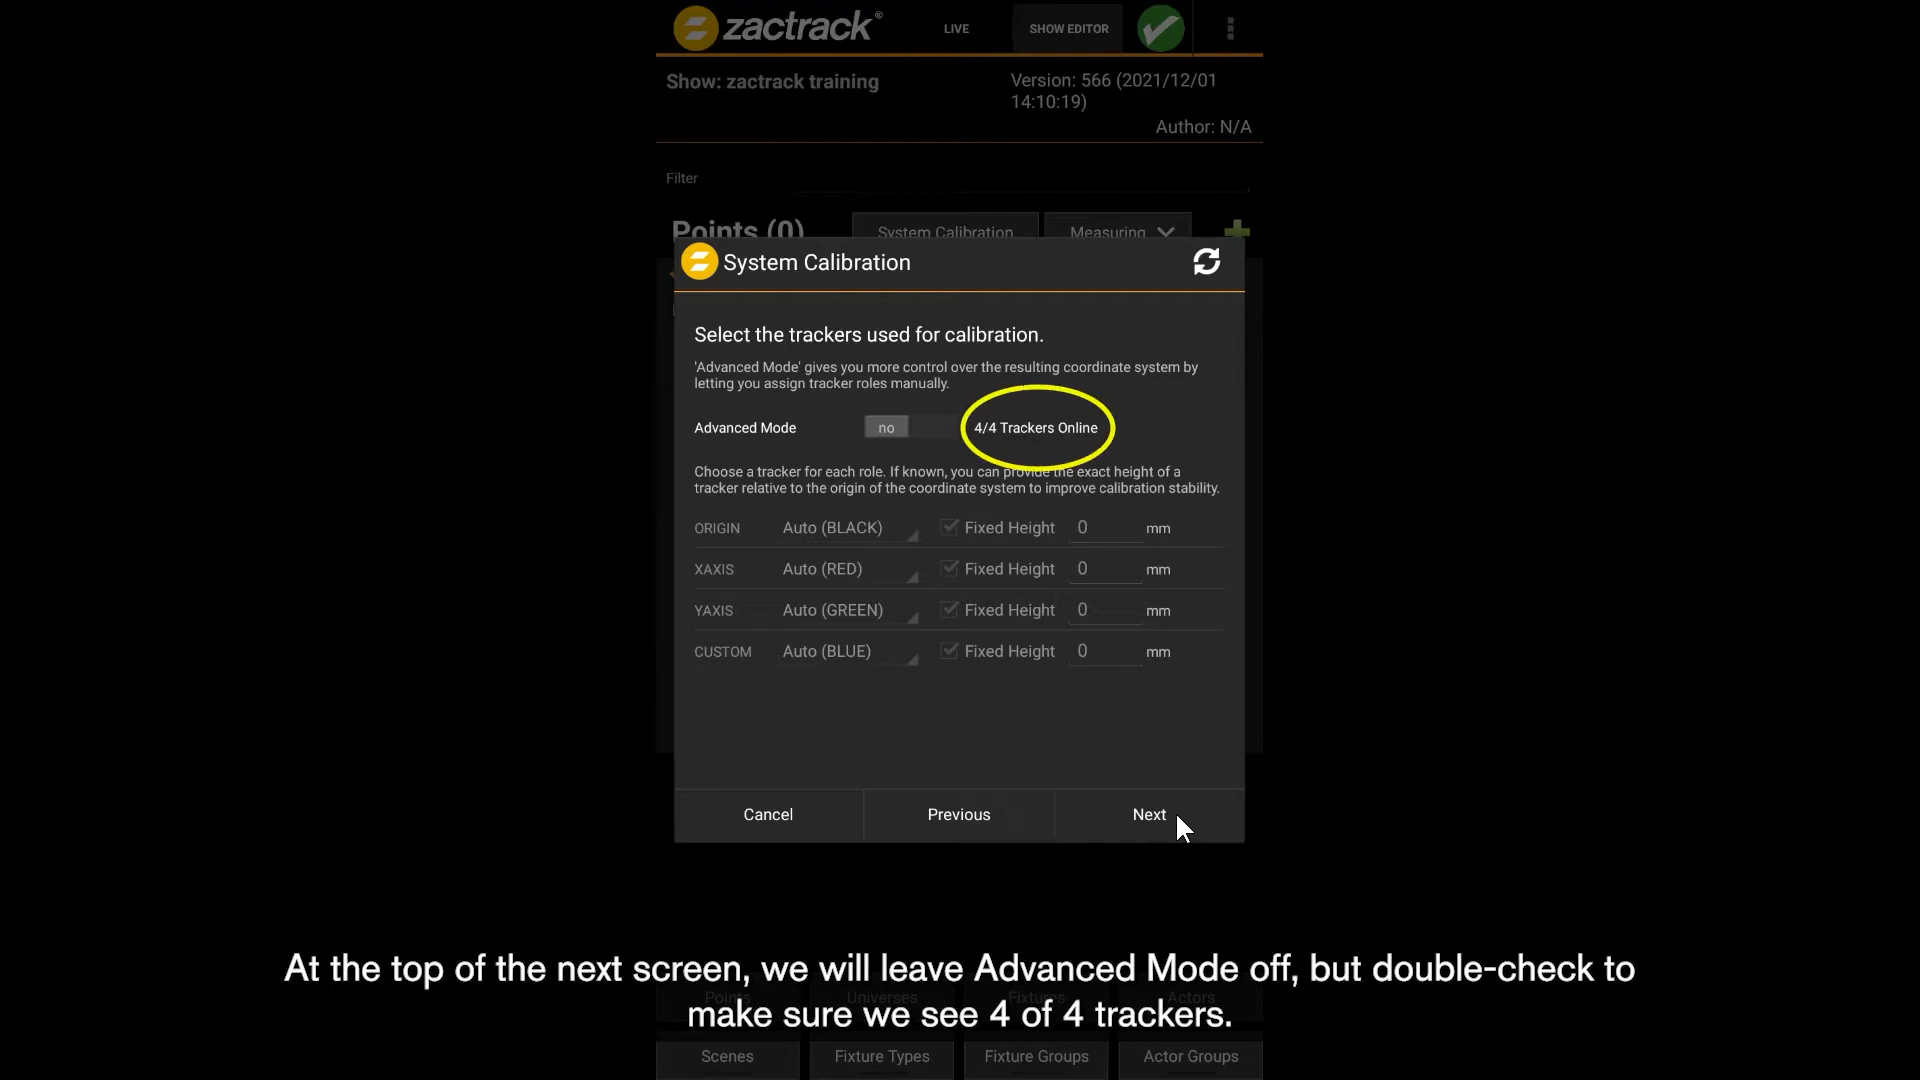 zactrack®
LIVE
SHOW EDITOR
Show: zactrack training
Version: 566 (2021/12/01
14:10:19)
Author: N/A
Filter
Points (0)
System Calibration
Measuring
System Calibration
Select the trackers used for calibration.
'Advanced Mode' gives you more control over the resulting coordinate system by
letting you assign tracker roles manually.
Advanced Mode
no
4/4 Trackers Online
Choose a tracker for each role. If known, you can provide the exact height of a
tracker relative to the origin of the coordinate system to improve calibration stability.
ORIGIN Auto (BLACK) Fixed Height 0 mm
XAXIS Auto (RED) Fixed Height 0 mm
YAXIS Auto (GREEN) Fixed Height 0 mm
CUSTOM Auto (BLUE) Fixed Height 0 mm
Cancel
Previous
Next
At the top of the next screen, we will leave Advanced Mode off, but double-check to
Points Universes Fixtures Actors
make sure we see 4 of 4 trackers.
Scenes Fixture Types Fixture Groups Actor Groups